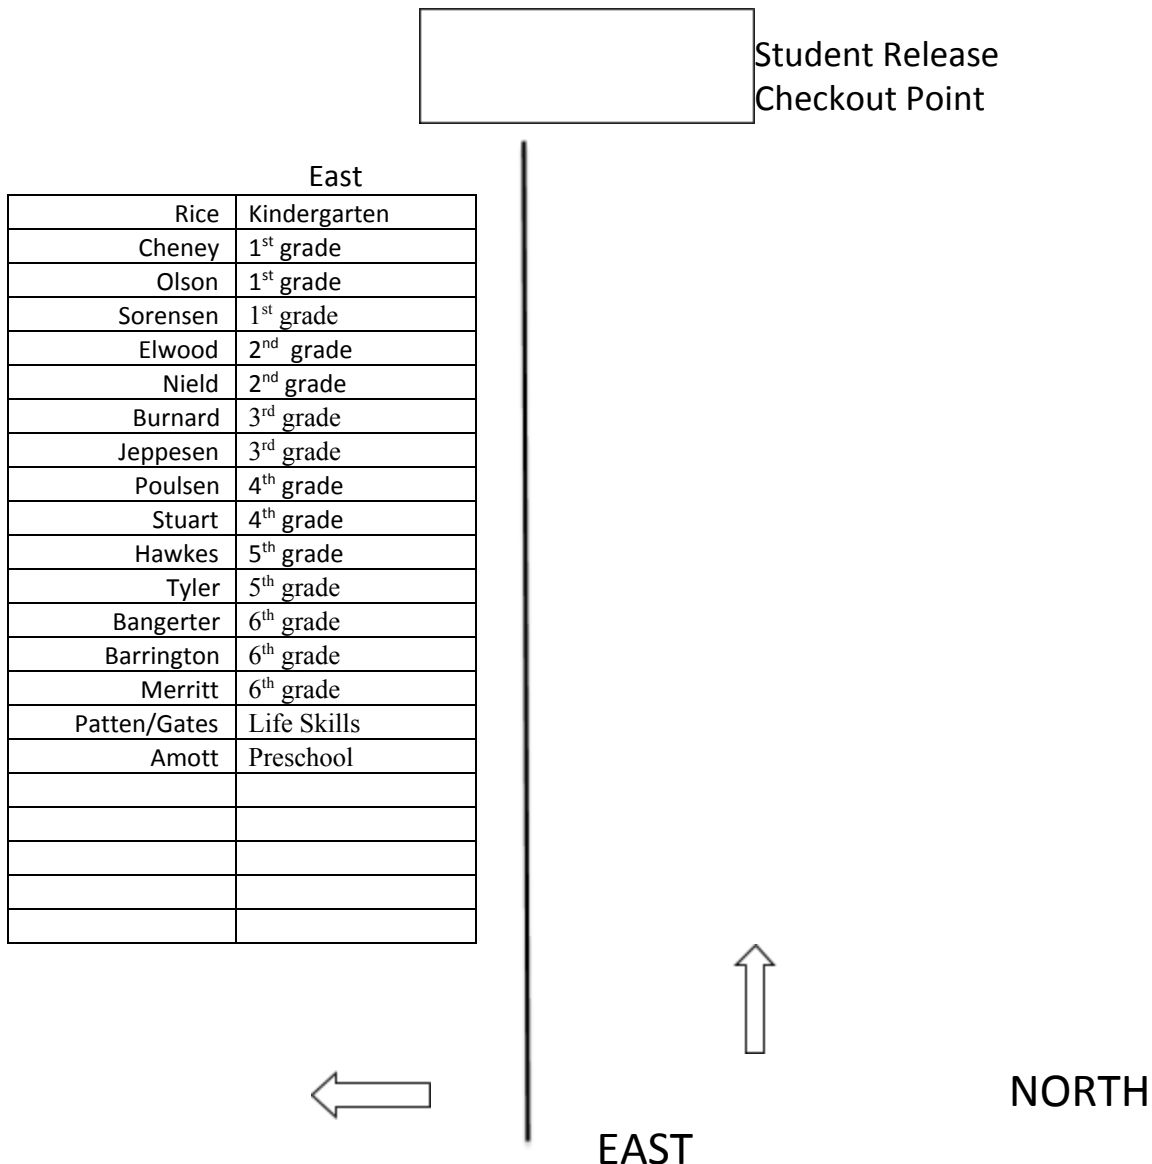 Student Release
Checkout Point
East
Rice Kindergarten
Cheney 1st grade
Olson 1st grade
Sorensen 1st grade
Elwood 2nd grade
Nield 2nd grade
Burnard 3rd grade
Jeppesen 3rd grade
Poulsen 4th grade
Stuart 4th grade
Hawkes 5th grade
Tyler 5th grade
Bangerter 6th grade
Barrington 6th grade
Merritt 6th grade
Patten/Gates Life Skills
Amott Preschool
NORTH
EAST